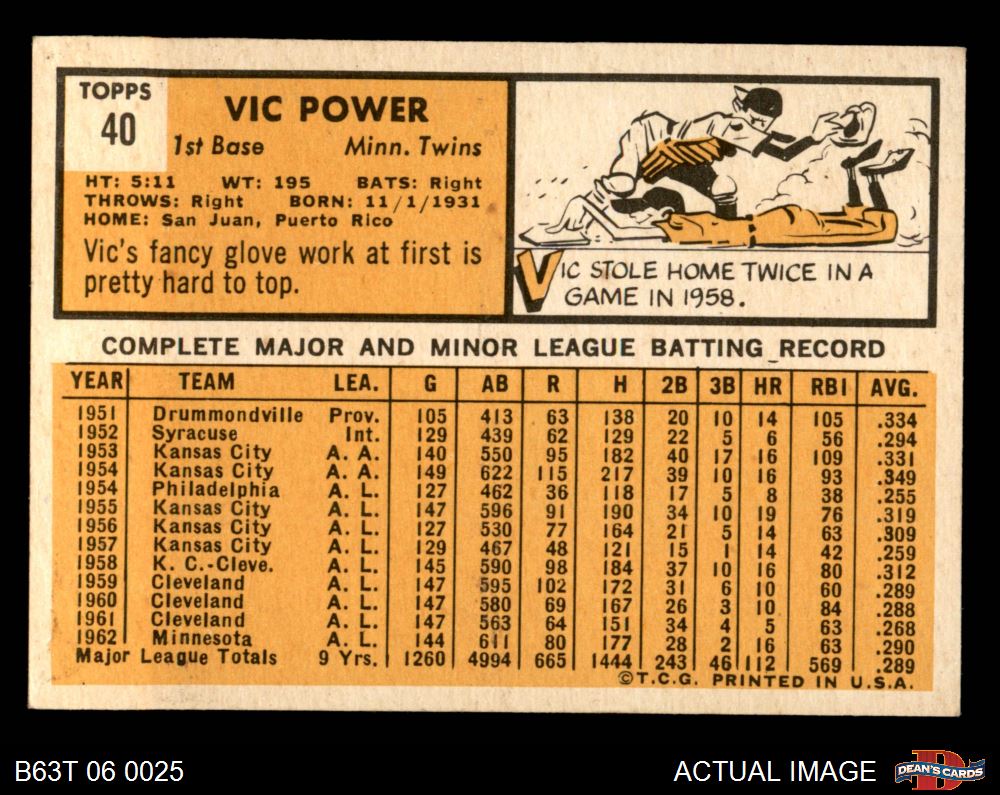 TOPPS
40
VIC POWER
1st Base Minn. Twins
HT: 5:11 WT: 195 BATS: Right
THROWS: Right BORN: 11/1/1931
HOME: San Juan, Puerto Rico
Vic's fancy glove work at first is
pretty hard to top.
VIC STOLE HOME TWICE IN A
GAME IN 1958.
COMPLETE MAJOR AND MINOR LEAGUE BATTING RECORD
YEAR TEAM LEA. G AB R H 2B 3B HR RBI AVG.
1951 Drummondville Prov. 105 413 63 138 20 10 14 105 .334
1952 Syracuse Int. 129 439 62 129 22 5 6 56 .294
1953 Kansas City A. A. 140 550 95 182 40 17 16 109 .331
1954 Kansas City A. A. 149 622 115 217 39 10 16 93 .349
1954 Philadelphia A. L. 127 462 36 118 17 5 8 38 .255
1955 Kansas City A. L. 147 596 91 190 34 10 19 76 .319
1956 Kansas City A. L. 127 530 77 164 21 5 14 63 .309
1957 Kansas City A. L. 129 467 48 121 15 1 14 42 .259
1958 K. C.-Cleve. A. L. 145 590 98 184 37 10 16 80 .312
1959 Cleveland A. L. 147 595 102 172 31 6 10 60 .289
1960 Cleveland A. L. 147 580 69 167 26 3 10 84 .288
1961 Cleveland A. L. 147 563 64 151 34 4 5 63 .268
1962 Minnesota A. L. 144 611 80 177 28 2 16 63 .290
Major League Totals 9 Yrs. 1260 4994 665 1444 243 46 112 569 .289
©T.C.G. PRINTED IN U.S.A.
B63T 06 0025 ACTUAL IMAGE DEAN'S CARDS